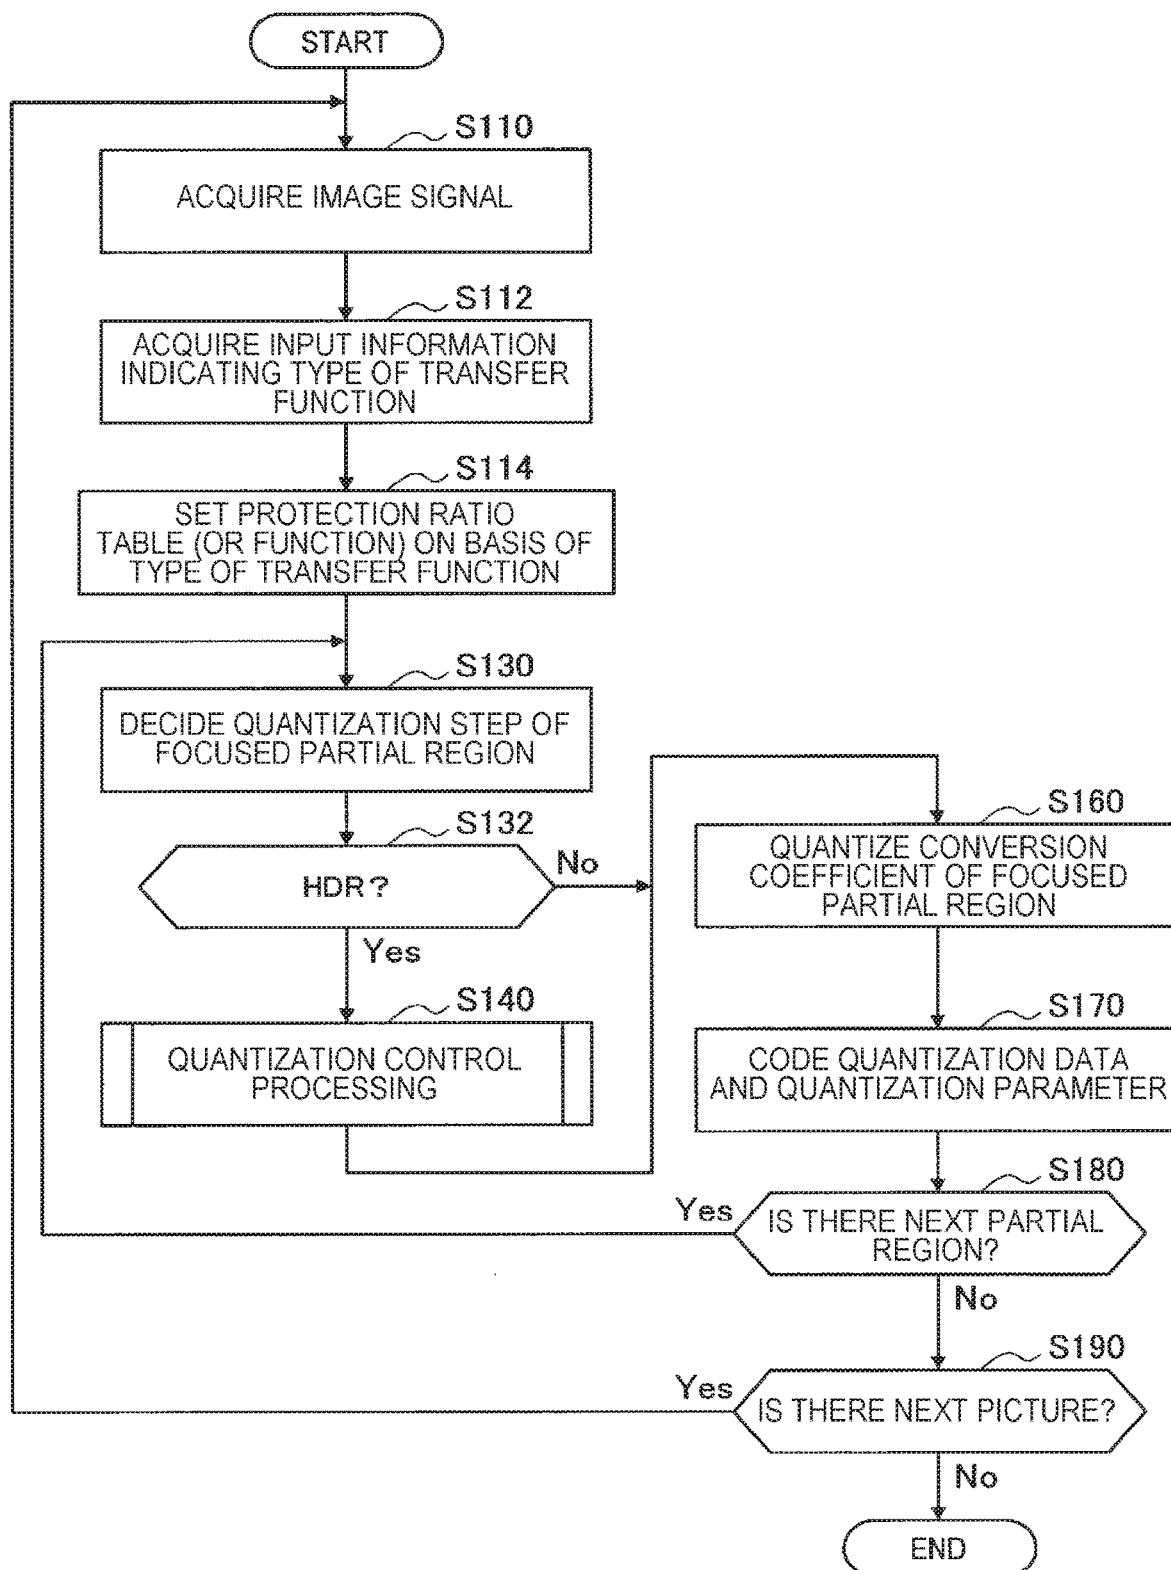 START
S110
ACQUIRE IMAGE SIGNAL
S112
ACQUIRE INPUT INFORMATION
INDICATING TYPE OF TRANSFER
FUNCTION
S114
SET PROTECTION RATIO
TABLE (OR FUNCTION) ON BASIS OF
TYPE OF TRANSFER FUNCTION
S130
DECIDE QUANTIZATION STEP OF
FOCUSED PARTIAL REGION
S132
HDR?
No
Yes
S140
QUANTIZATION CONTROL
PROCESSING
S160
QUANTIZE CONVERSION
COEFFICIENT OF FOCUSED
PARTIAL REGION
S170
CODE QUANTIZATION DATA
AND QUANTIZATION PARAMETER
S180
Yes
IS THERE NEXT PARTIAL
REGION?
No
S190
Yes
IS THERE NEXT PICTURE?
No
END